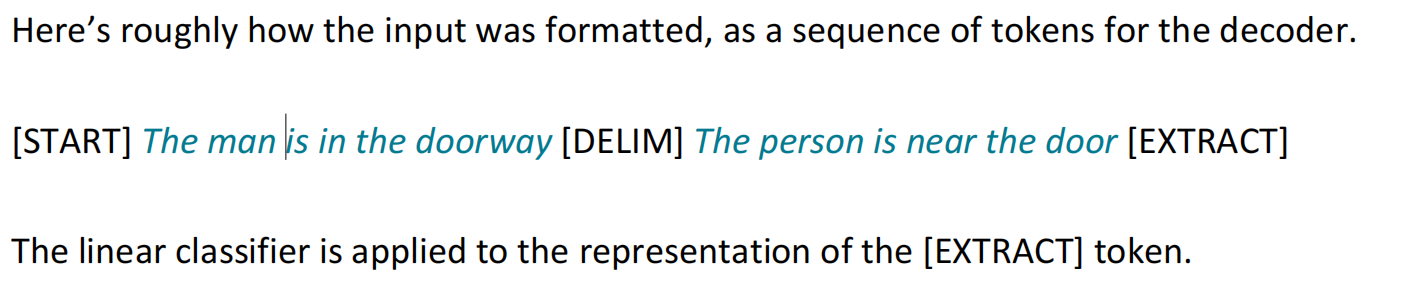 Here’s roughly how the input was formatted, as a sequence of tokens for the decoder.
[START] The man is in the doorway [DELIM] The person is near the door [EXTRACT]
The linear classifier is applied to the representation of the [EXTRACT] token.